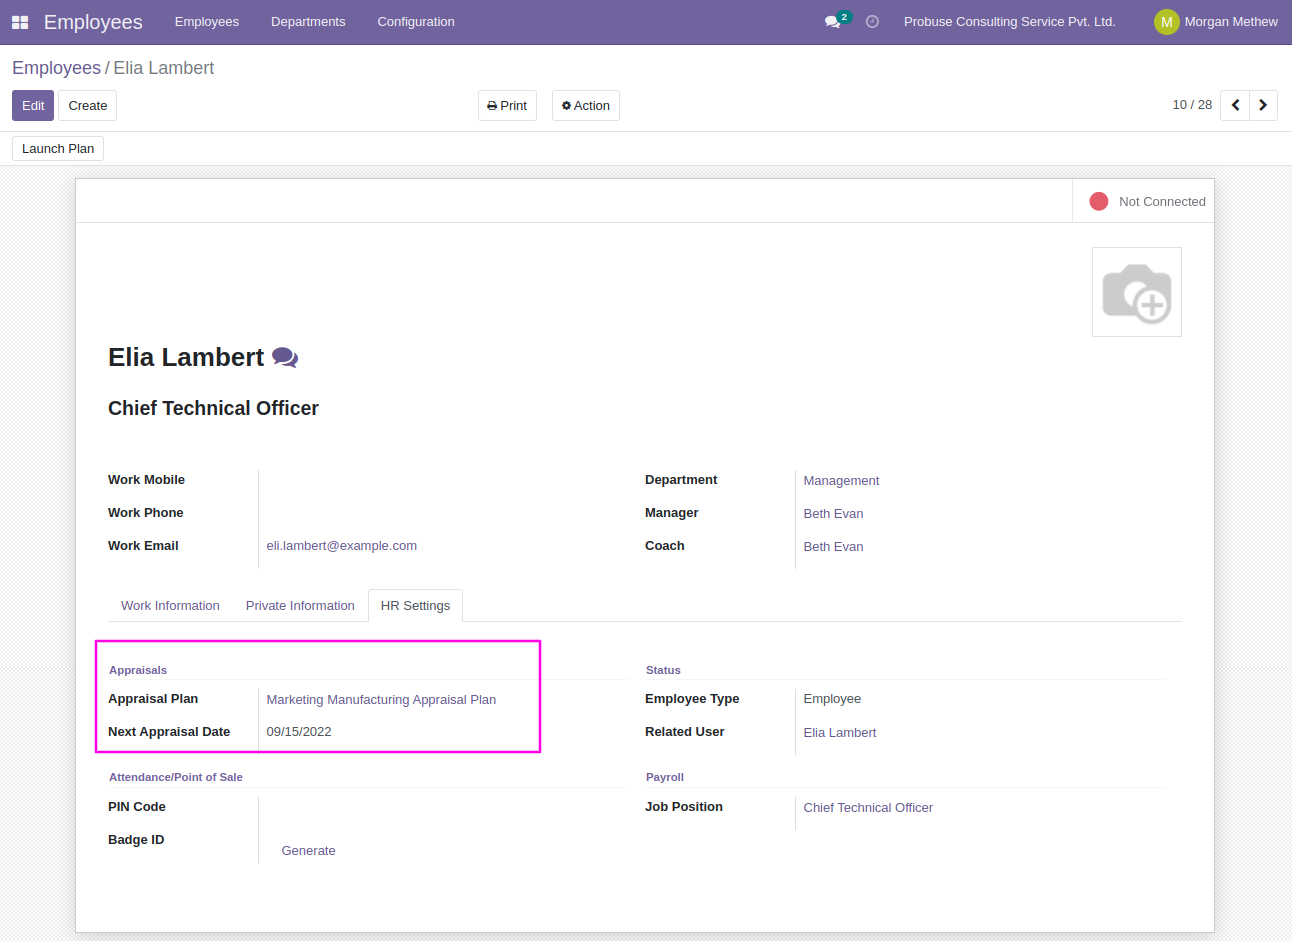 Employees Employees Departments Configuration 2 Probuse Consulting Service Pvt. Ltd. M Morgan Methew
Employees / Elia Lambert
Edit Create Print Action 10 / 28
Launch Plan
Not Connected
Elia Lambert
Chief Technical Officer
Work Mobile
Work Phone
Work Email eli.lambert@example.com
Department Management
Manager Beth Evan
Coach Beth Evan
Work Information Private Information HR Settings
Appraisals
Appraisal Plan Marketing Manufacturing Appraisal Plan
Next Appraisal Date 09/15/2022
Status
Employee Type Employee
Related User Elia Lambert
Attendance/Point of Sale
PIN Code
Badge ID
Generate
Payroll
Job Position Chief Technical Officer